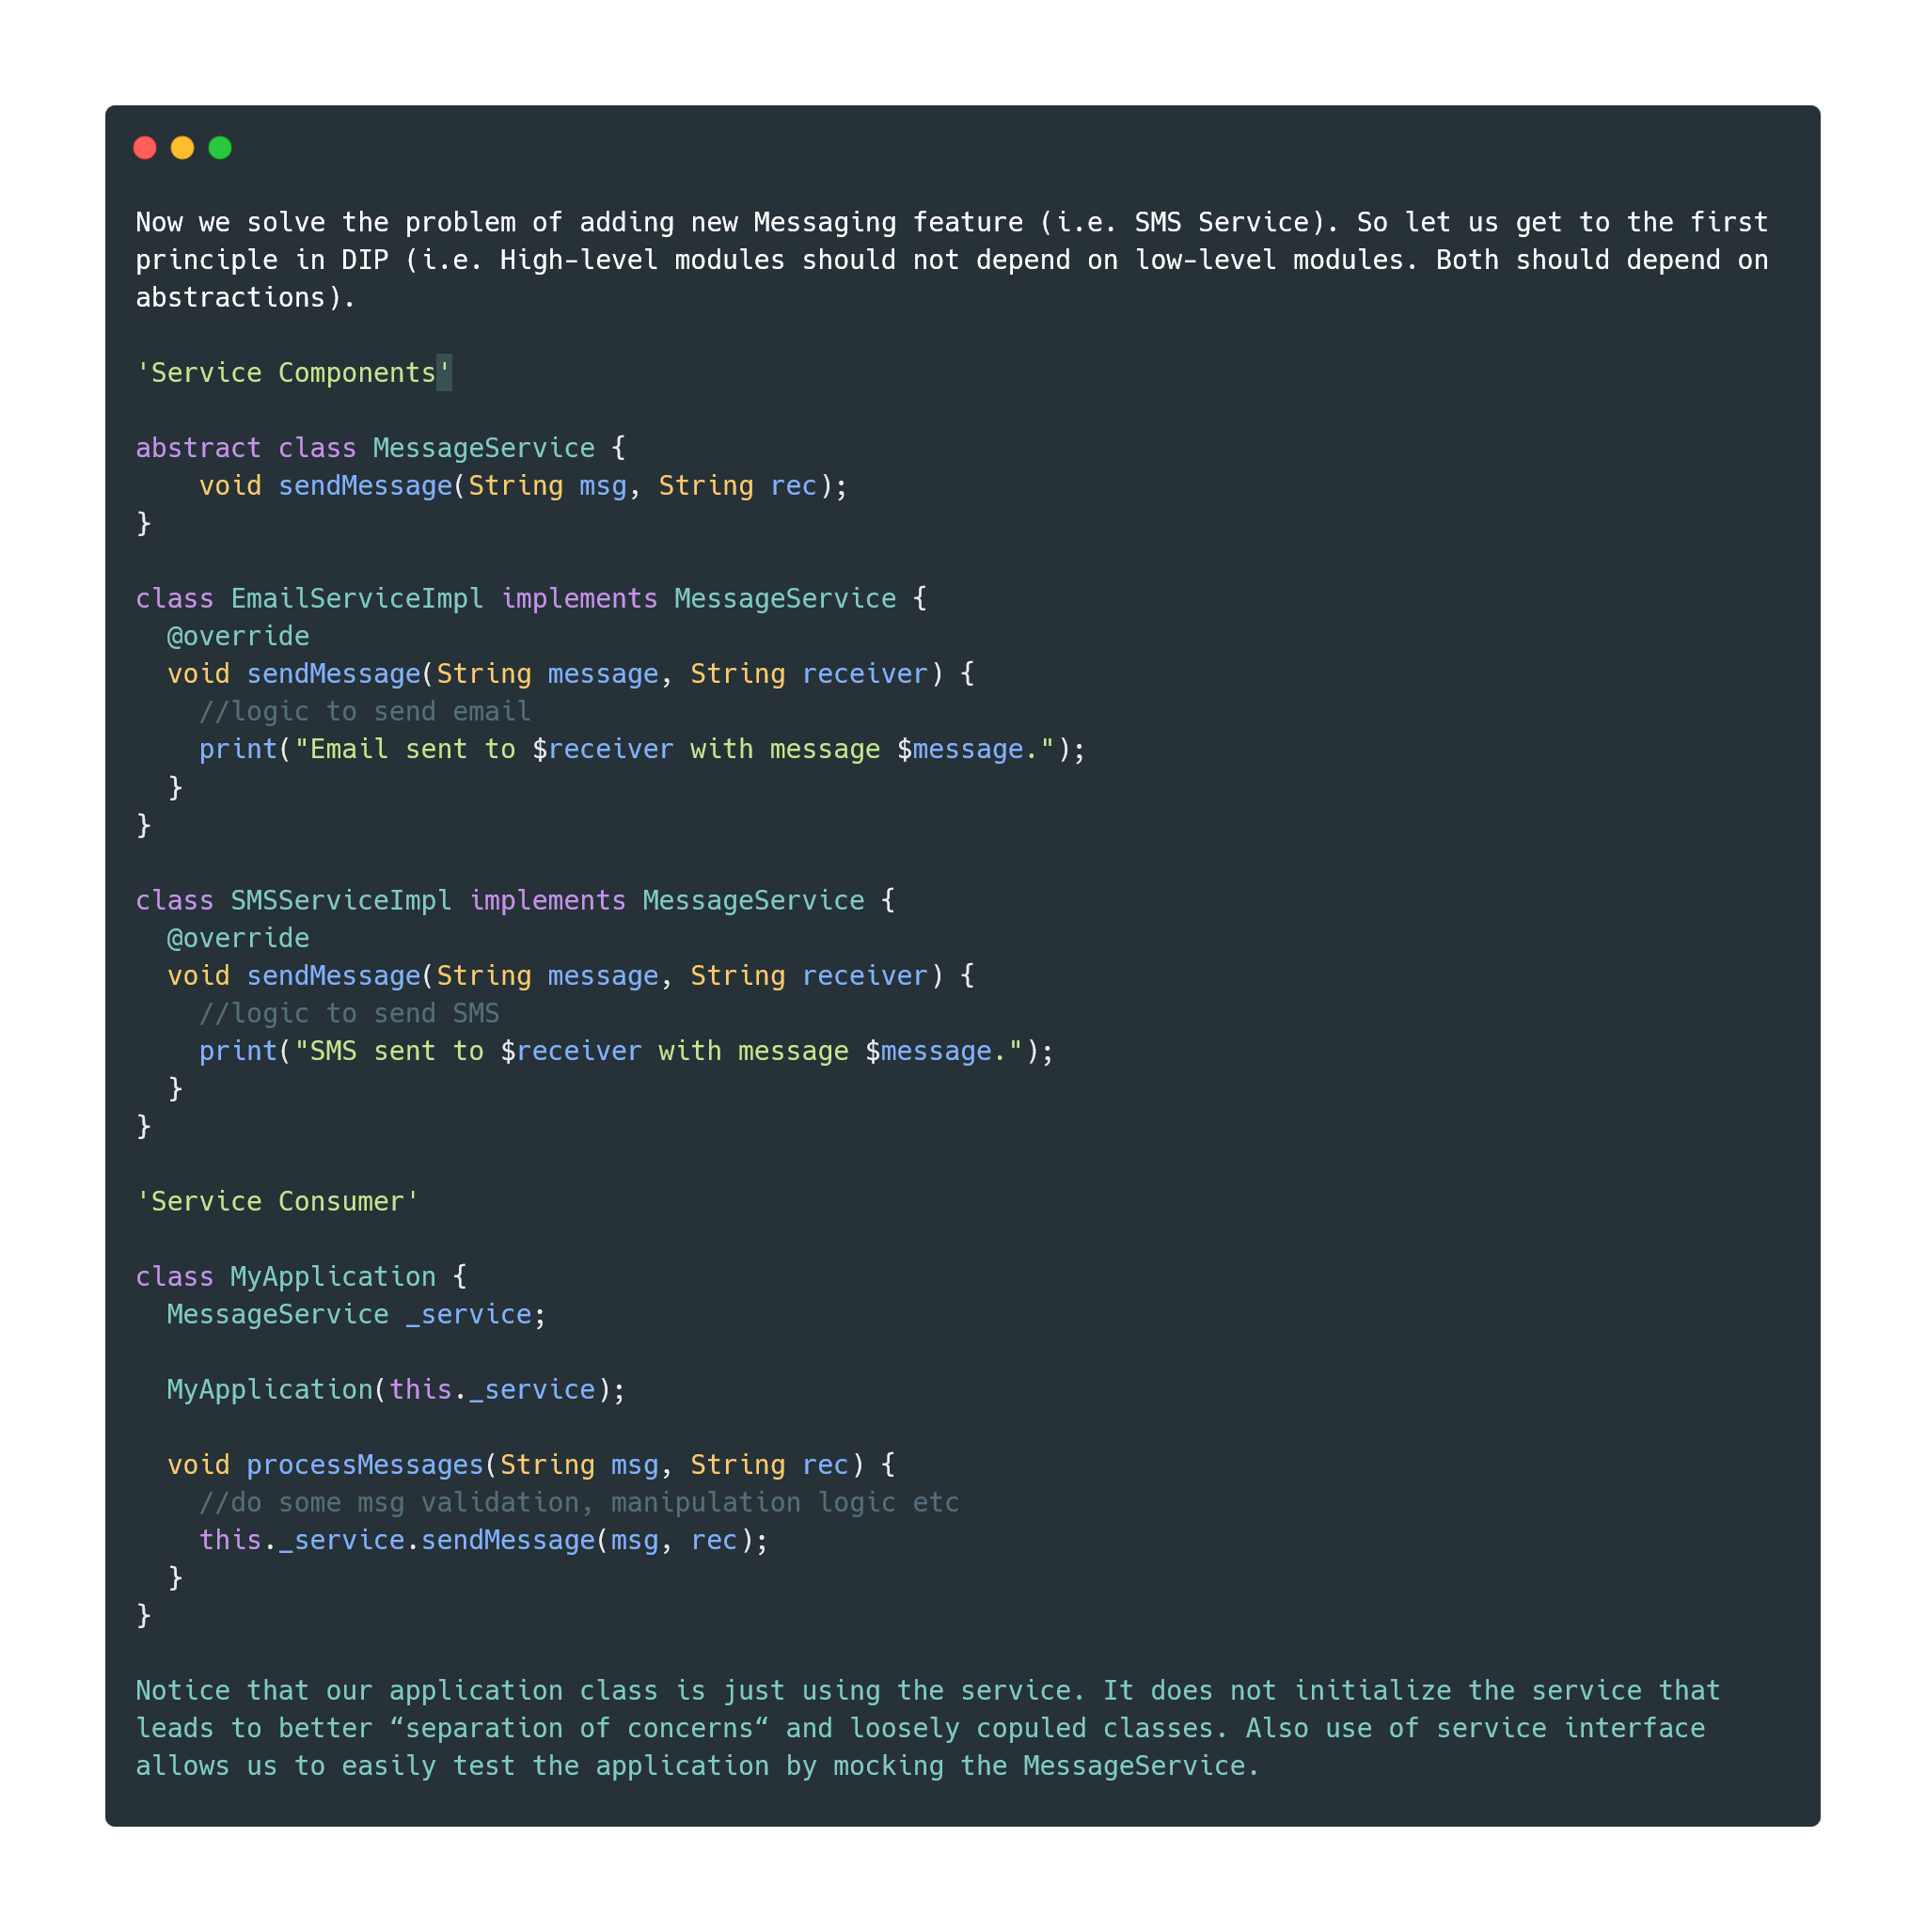 Now we solve the problem of adding new Messaging feature (i.e. SMS Service). So let us get to the first
principle in DIP (i.e. High-level modules should not depend on low-level modules. Both should depend on
abstractions).

'Service Components'

abstract class MessageService {
    void sendMessage(String msg, String rec);
}

class EmailServiceImpl implements MessageService {
  @override
  void sendMessage(String message, String receiver) {
    //logic to send email
    print("Email sent to $receiver with message $message.");
  }
}

class SMSServiceImpl implements MessageService {
  @override
  void sendMessage(String message, String receiver) {
    //logic to send SMS
    print("SMS sent to $receiver with message $message.");
  }
}

'Service Consumer'

class MyApplication {
  MessageService _service;

  MyApplication(this._service);

  void processMessages(String msg, String rec) {
    //do some msg validation, manipulation logic etc
    this._service.sendMessage(msg, rec);
  }
}

Notice that our application class is just using the service. It does not initialize the service that
leads to better “separation of concerns“ and loosely copuled classes. Also use of service interface
allows us to easily test the application by mocking the MessageService.